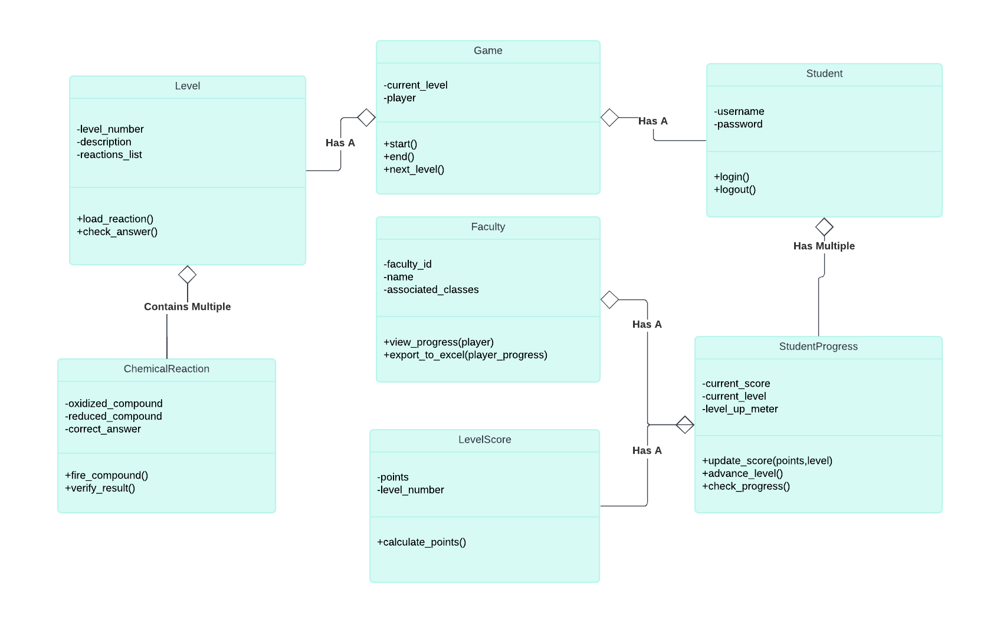 Game
-current_level
-player
+start()
+end()
+next_level()
Level
-level_number
-description
-reactions_list
+load_reaction()
+check_answer()
Has A
Has A
Student
-username
-password
+login()
+logout()
Faculty
-faculty_id
-name
-associated_classes
+view_progress(player)
+export_to_excel(player_progress)
Has Multiple
Contains Multiple
Has A
ChemicalReaction
-oxidized_compound
-reduced_compound
-correct_answer
+fire_compound()
+verify_result()
StudentProgress
-current_score
-current_level
-level_up_meter
+update_score(points,level)
+advance_level()
+check_progress()
LevelScore
-points
-level_number
+calculate_points()
Has A